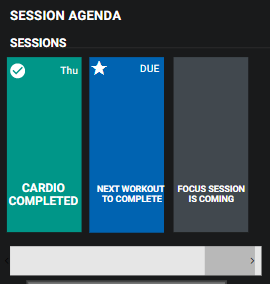 SESSION AGENDA
SESSIONS
Thu
CARDIO
COMPLETED
DUE
NEXT WORKOUT
TO COMPLETE
FOCUS SESSION
IS COMING